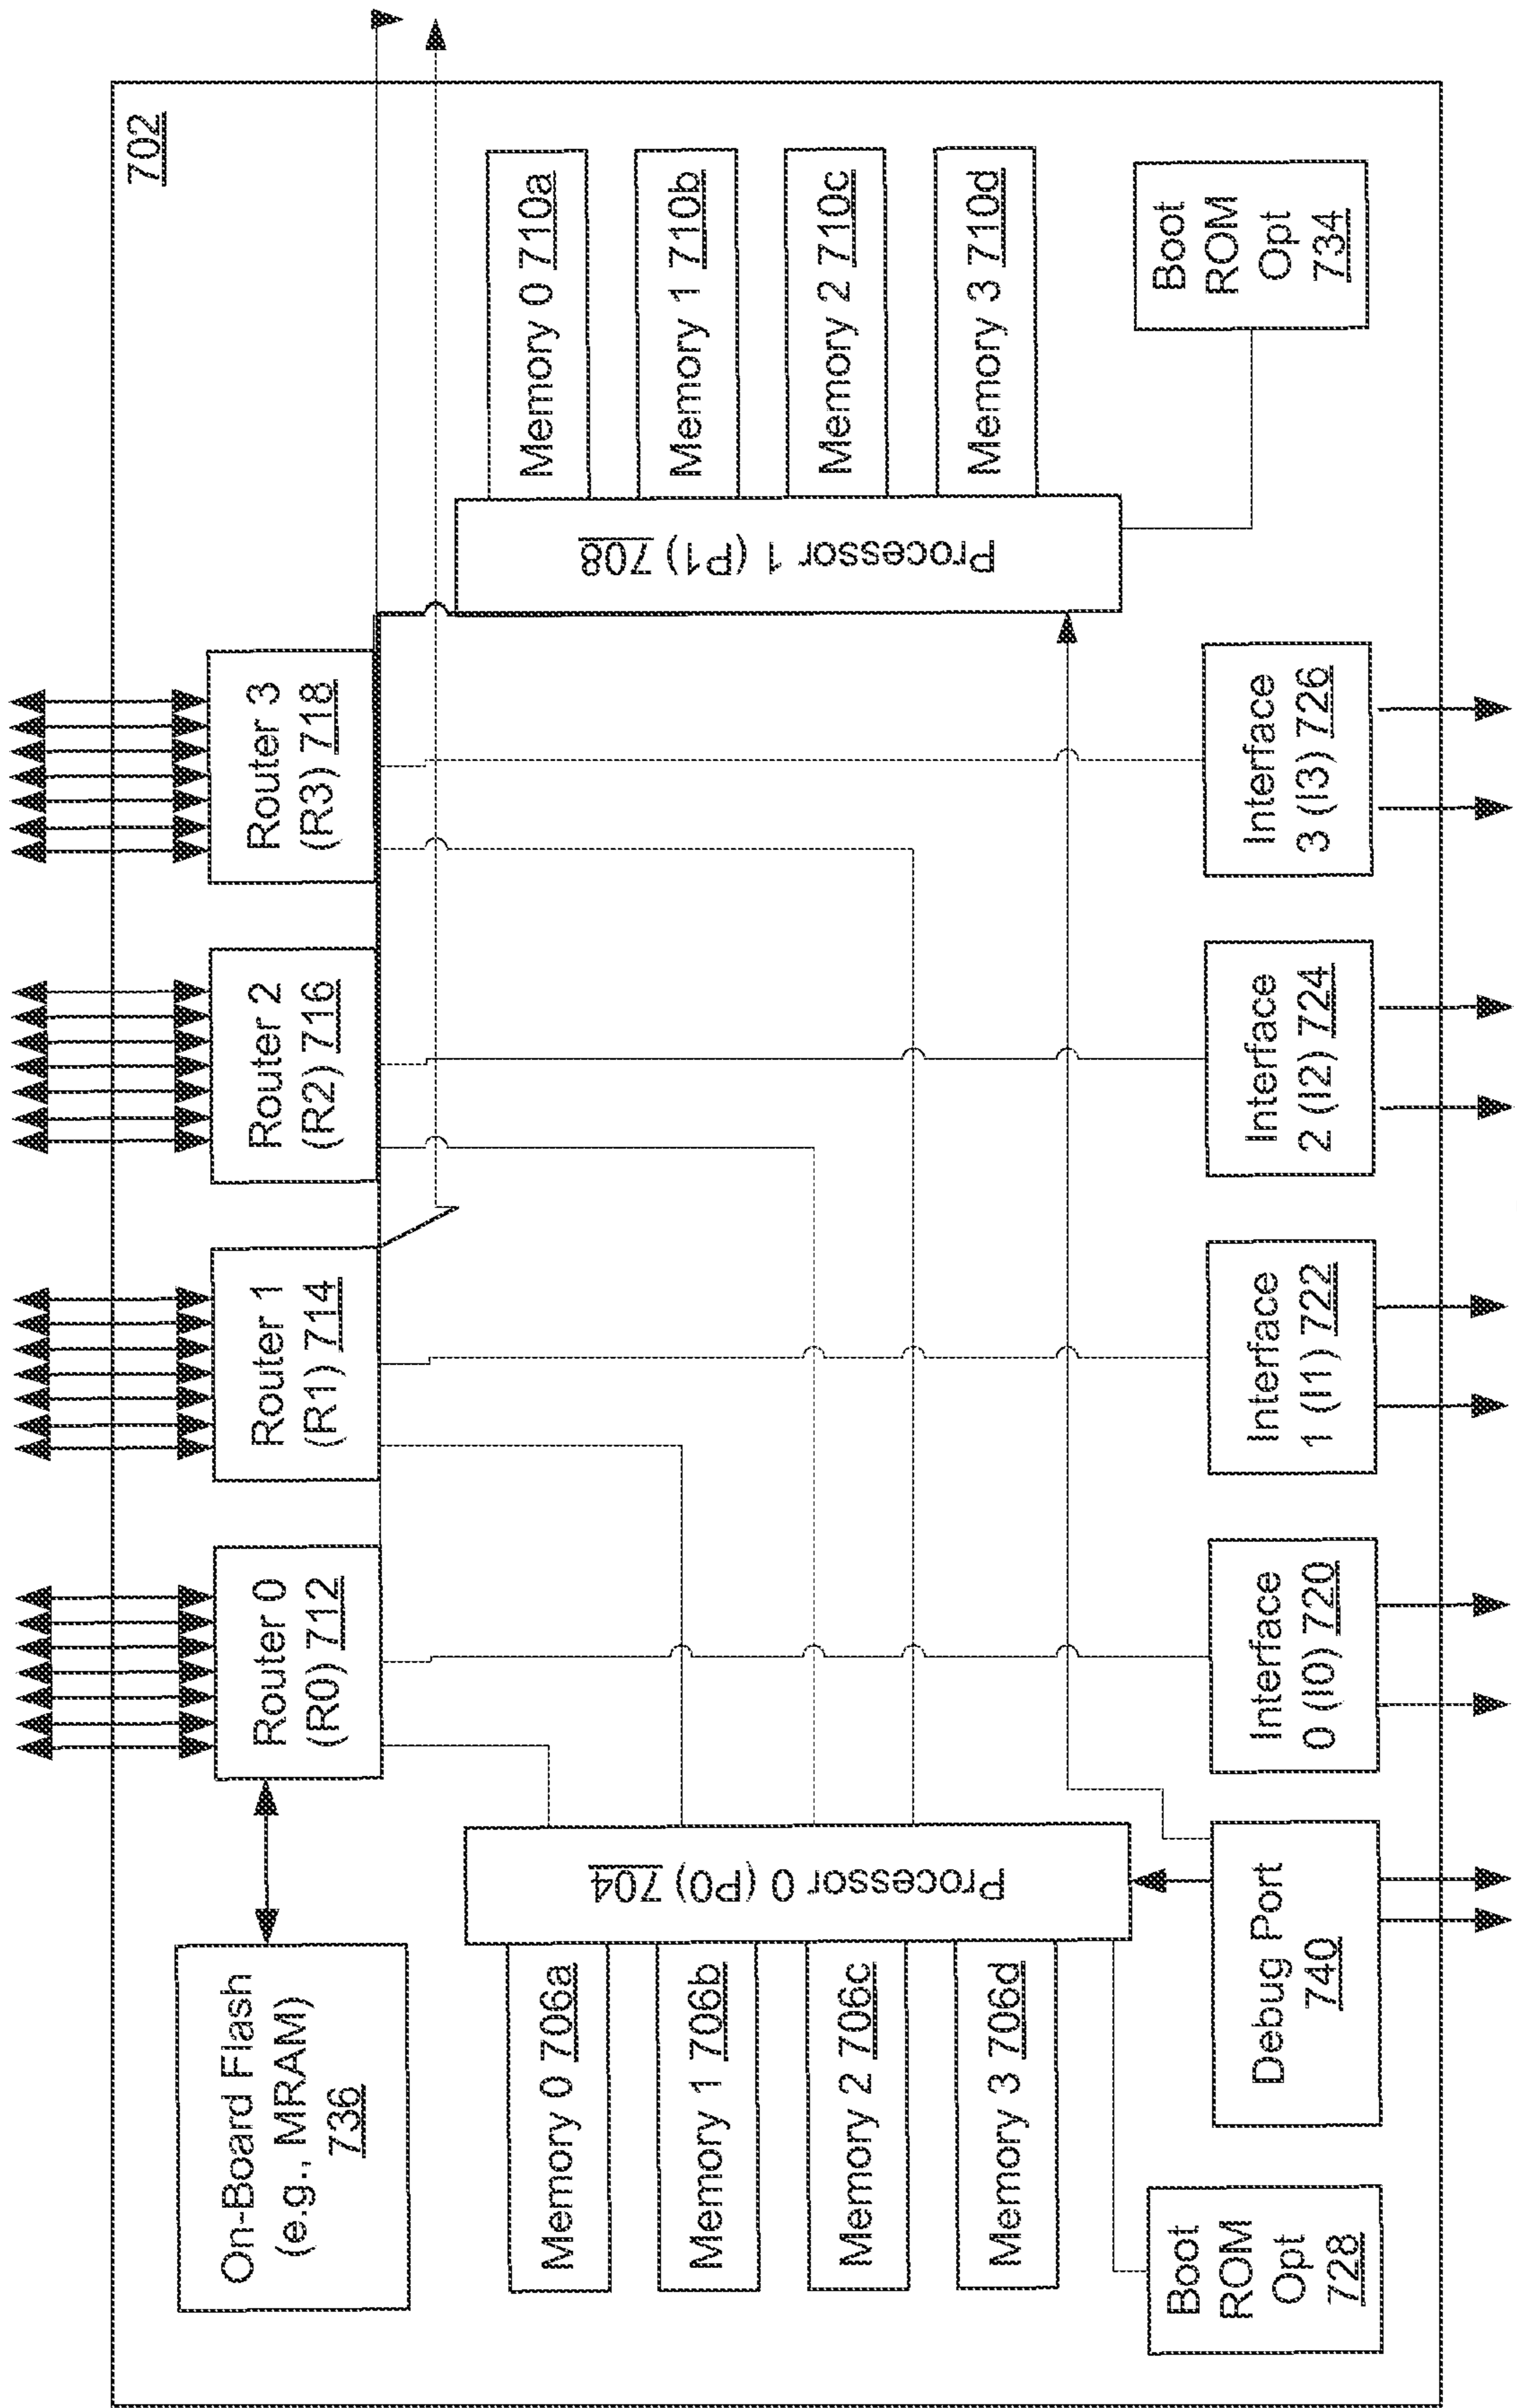 702
On-Board Flash
(e.g., MRAM)
736
Router 0
(R0) 712
Router 1
(R1) 714
Router 2
(R2) 716
Router 3
(R3) 718
Memory 0 706a
Memory 1 706b
Memory 2 706c
Memory 3 706d
Processor 0 (P0) 704
Processor 1 (P1) 708
Memory 0 710a
Memory 1 710b
Memory 2 710c
Memory 3 710d
Boot
ROM
Opt
728
Debug Port
740
Interface
0 (I0) 720
Interface
1 (I1) 722
Interface
2 (I2) 724
Interface
3 (I3) 726
Boot
ROM
Opt
734